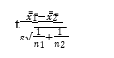 t = (x̄1 − x̄2) / (s√(1/n1 + 1/n2))